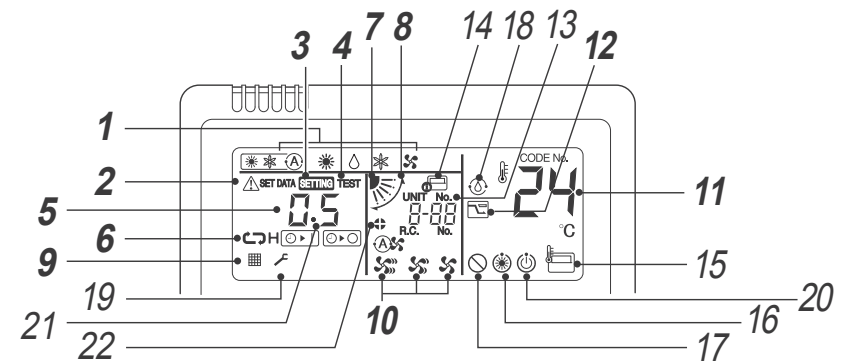 3 4 7 8 14 18 13 12
1
CODE No.
A
2 SET DATA SETTING TEST
UNIT No.
24 11
5 0.5
8-88
R.C. No.
°C
6 H
A
9
15
19
21
22
10
17
16
20